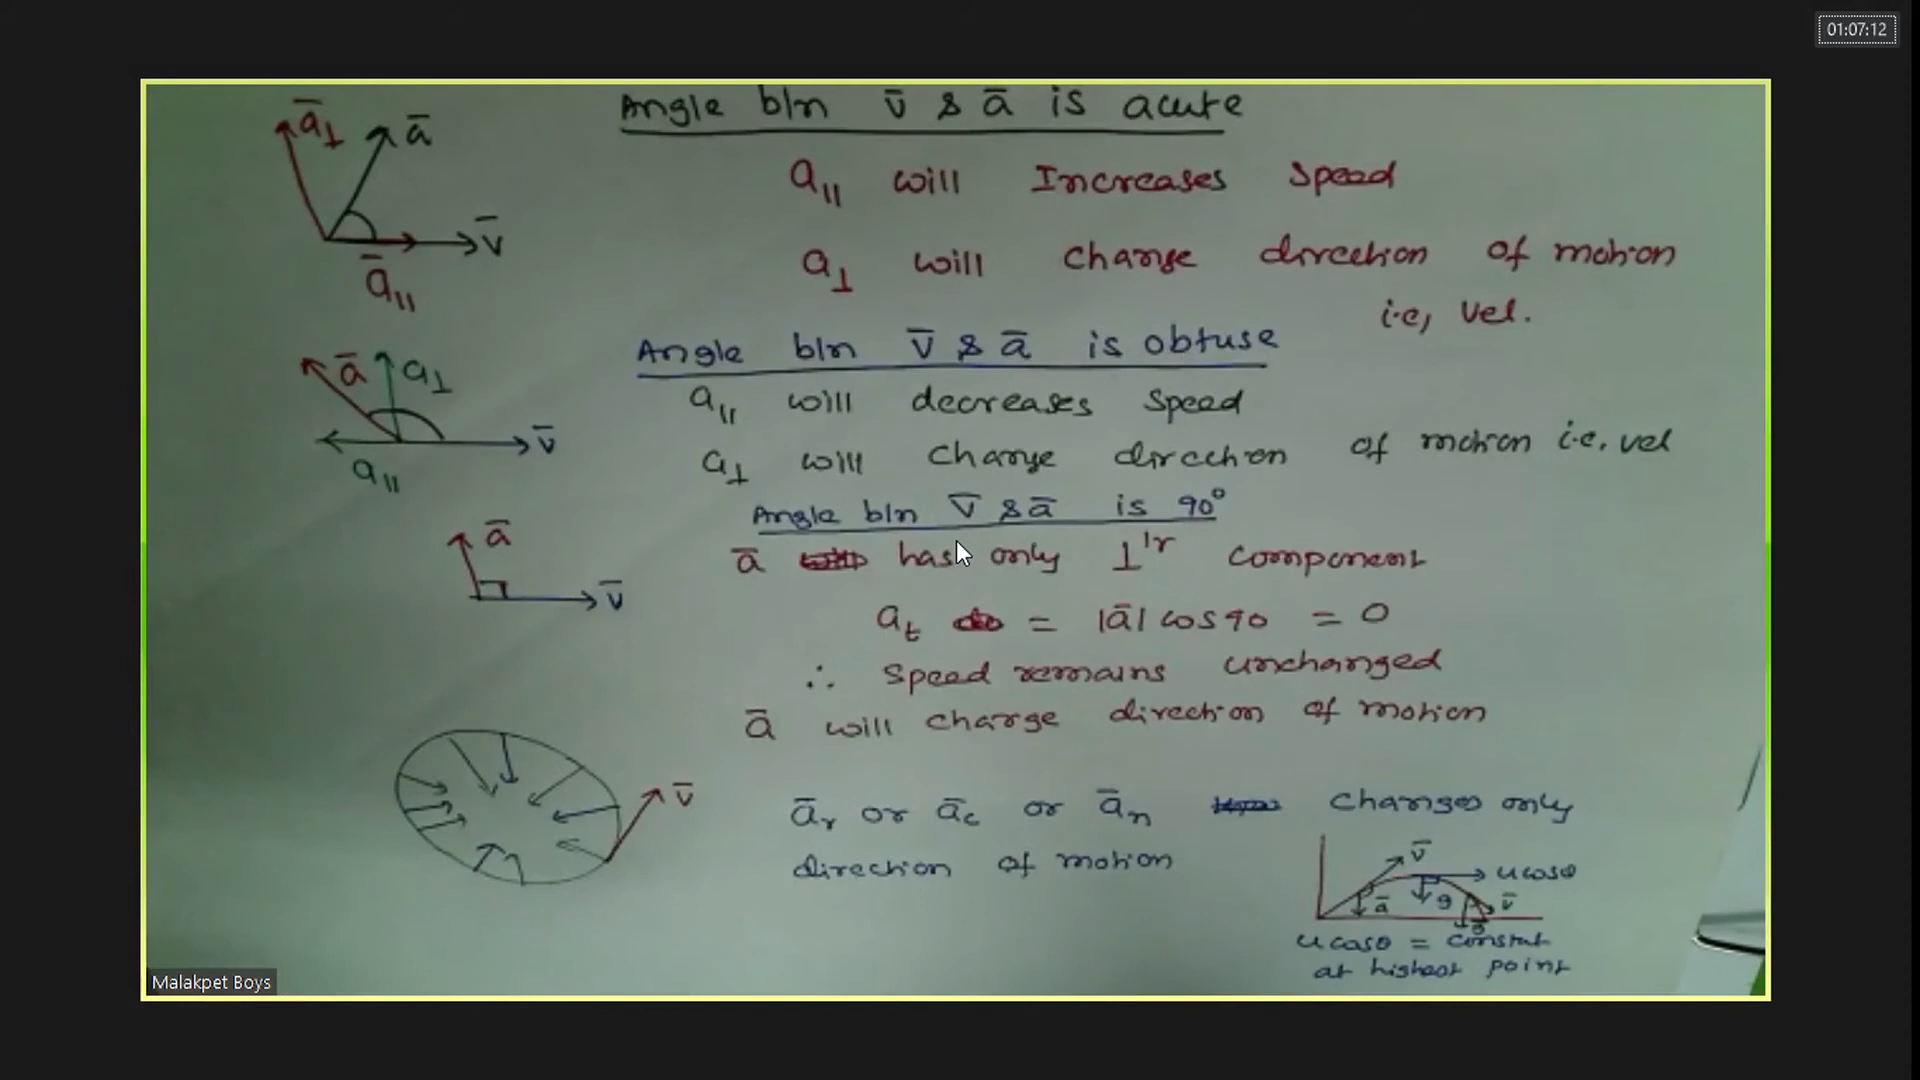 01:07:12
Angle b/n v̄ & ā is acute
ā⊥
ā
v̄
ā||
a|| will Increases Speed
a⊥ will change direction of motion
i.e, Vel.
Angle b/n v̄ & ā is obtuse
ā
a⊥
v̄
a||
a|| will decreases Speed
a⊥ will change direction of motion i.e. vel
Angle b/n v̄ & ā is 90°
ā
v̄
ā has only ⊥'r component
at = |ā| cos 90 = 0
∴ Speed remains unchanged
ā will change direction of motion
v̄
ār or āc or ān changes only
direction of motion
v̄
ucosθ
ā
g
v̄
ucosθ = constat
at highest point
Malakpet Boys